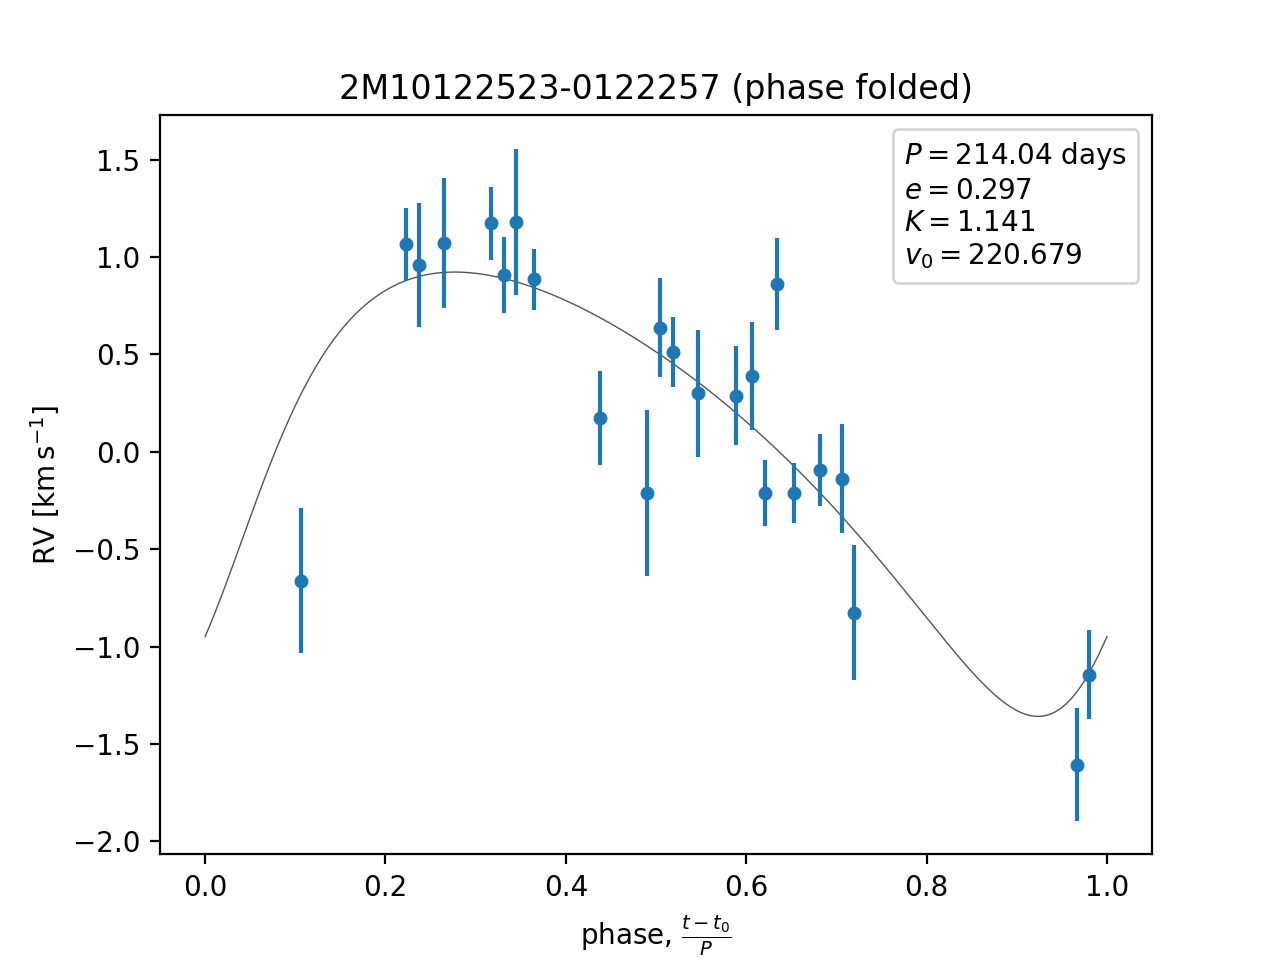 2M10122523-0122257 (phase folded)
P = 214.04 days
e = 0.297
K = 1.141
v₀ = 220.679
1.5
1.0
0.5
0.0
−0.5
−1.0
−1.5
−2.0
RV [km s⁻¹]
0.0 0.2 0.4 0.6 0.8 1.0
phase, (t − t₀)/P